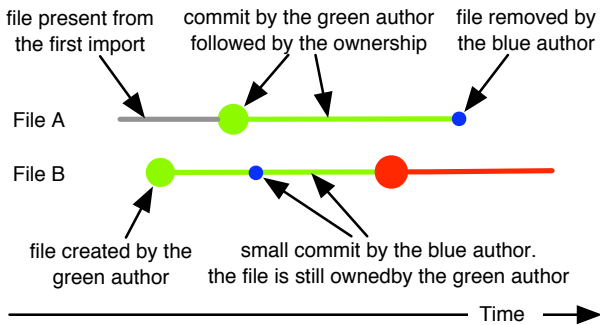 file present from
the first import
commit by the green author
followed by the ownership
file removed by
the blue author
File A
File B
file created by the
green author
small commit by the blue author.
the file is still ownedby the green author
Time